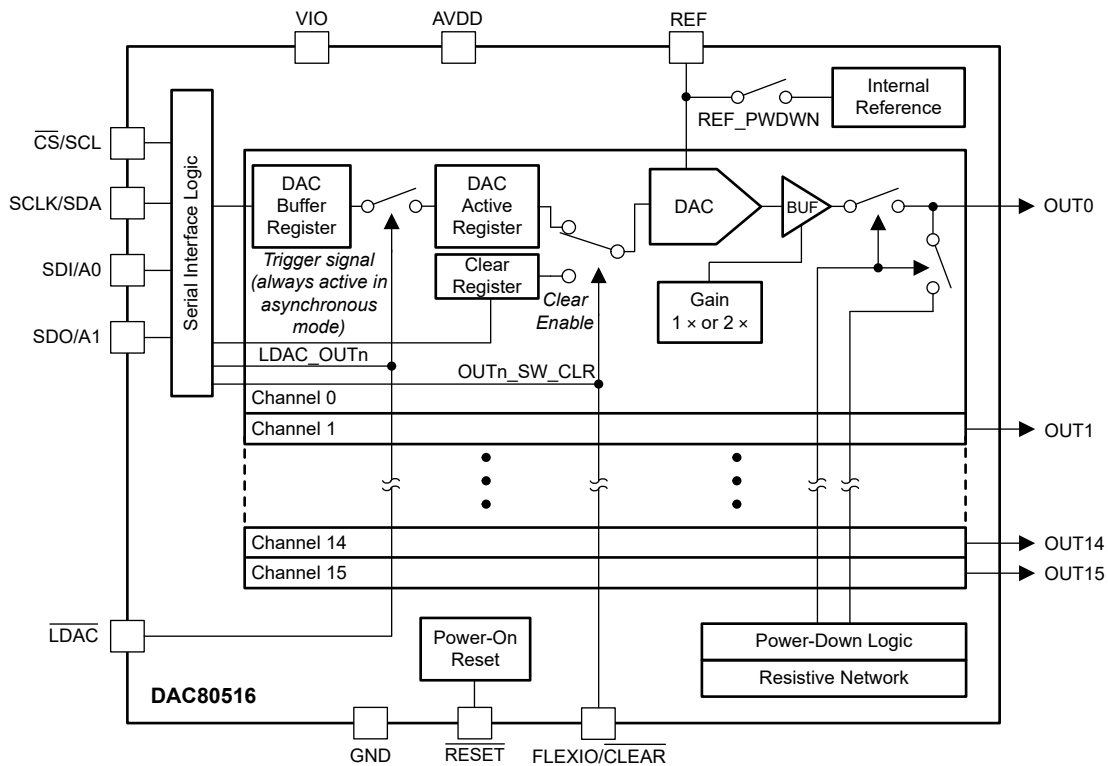 VIO
AVDD
REF
Internal
Reference
REF_PWDWN
CS/SCL
SCLK/SDA
SDI/A0
SDO/A1
Serial Interface Logic
DAC
Buffer
Register
DAC
Active
Register
DAC
BUF
OUT0
Trigger signal
(always active in
asynchronous
mode)
Clear
Register
Clear
Enable
Gain
1 × or 2 ×
LDAC_OUTn
OUTn_SW_CLR
Channel 0
Channel 1
OUT1
Channel 14
OUT14
Channel 15
OUT15
LDAC
Power-On
Reset
Power-Down Logic
Resistive Network
DAC80516
GND
RESET
FLEXIO/CLEAR